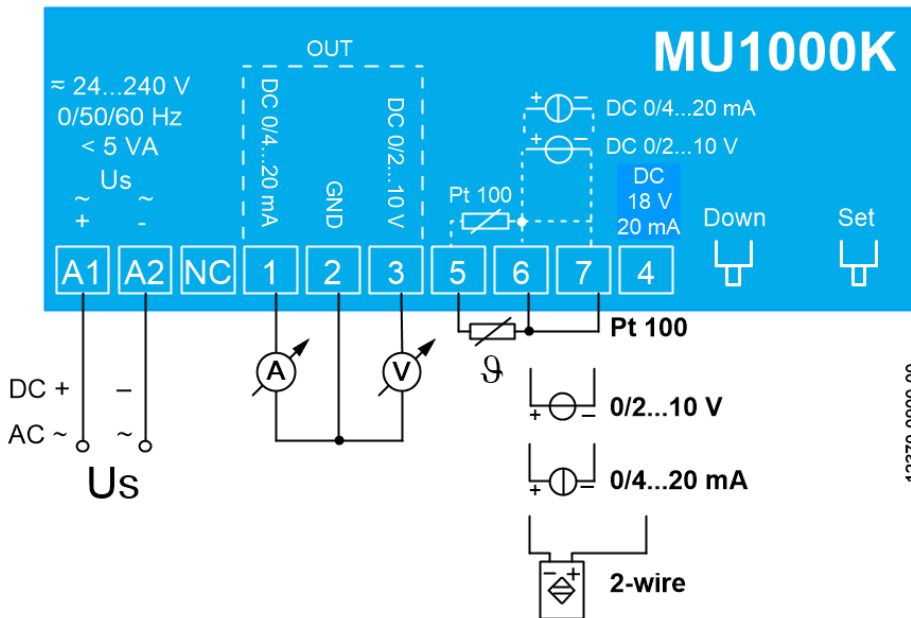 MU1000K
OUT
≂ 24...240 V
0/50/60 Hz
< 5 VA
Us
~ ~
+ -
DC 0/4...20 mA
GND
DC 0/2...10 V
+ − DC 0/4...20 mA
+ − DC 0/2...10 V
Pt 100
DC
18 V
20 mA
Down
Set
A1 A2 NC 1 2 3 5 6 7 4
A
V
ϑ
Pt 100
DC + −
AC ~ ~
Us
+ − 0/2...10 V
+ − 0/4...20 mA
− + 2-wire